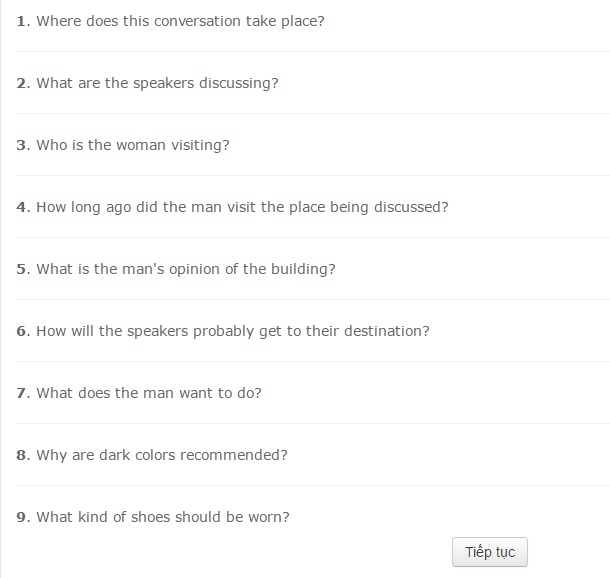 1. Where does this conversation take place?
2. What are the speakers discussing?
3. Who is the woman visiting?
4. How long ago did the man visit the place being discussed?
5. What is the man's opinion of the building?
6. How will the speakers probably get to their destination?
7. What does the man want to do?
8. Why are dark colors recommended?
9. What kind of shoes should be worn?
Tiếp tục